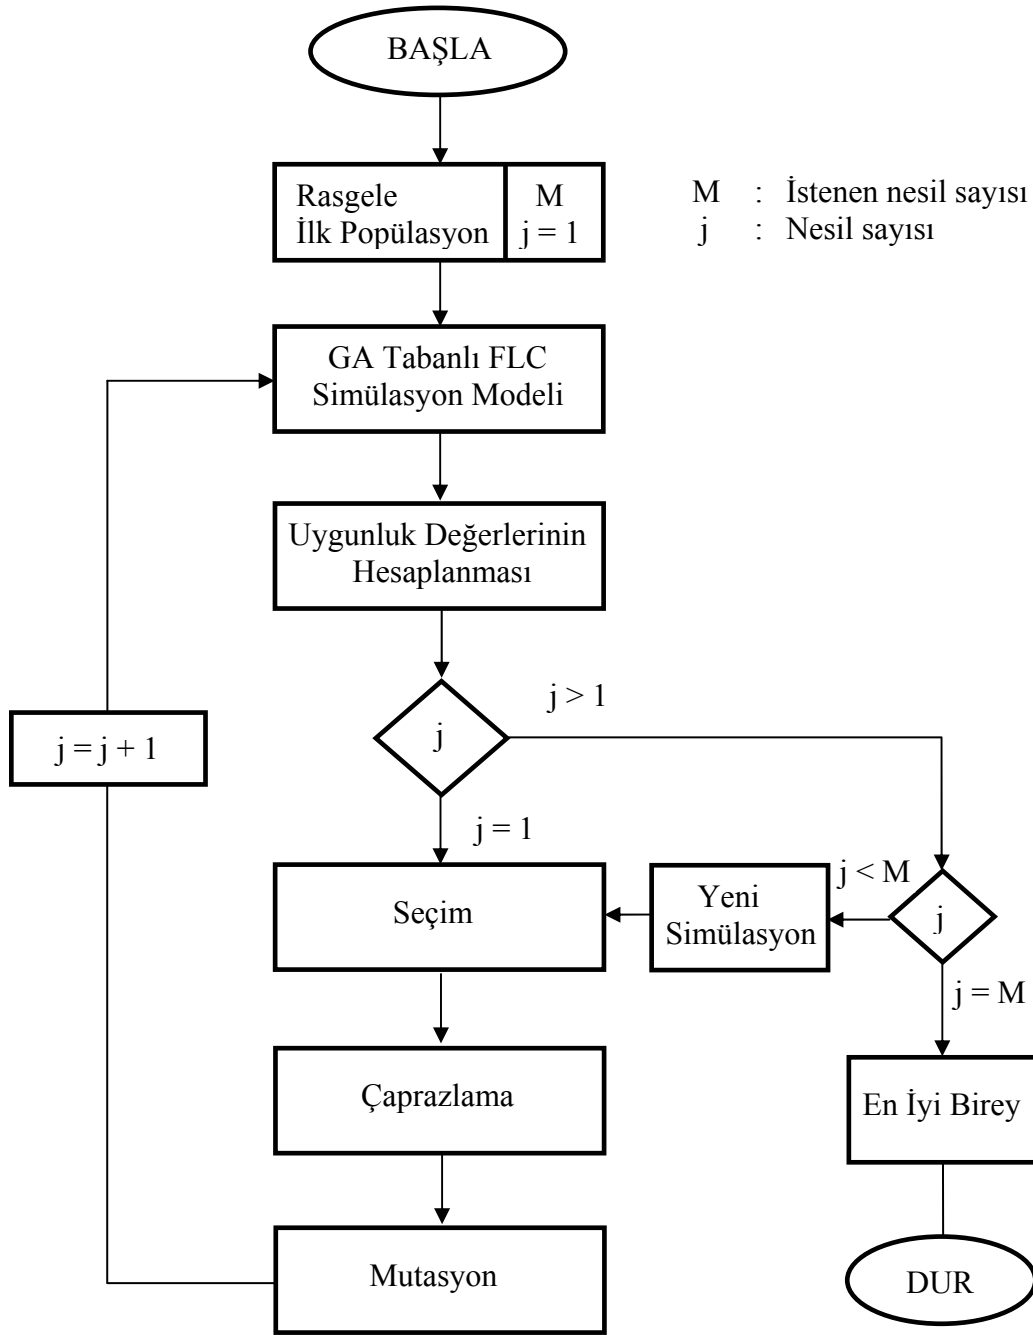 BAŞLA
Rasgele
İlk Popülasyon
M
j = 1
M : İstenen nesil sayısı
j : Nesil sayısı
GA Tabanlı FLC
Simülasyon Modeli
Uygunluk Değerlerinin
Hesaplanması
j > 1
j
j = j + 1
j = 1
Seçim
Yeni
Simülasyon
j < M
j
j = M
Çaprazlama
En İyi Birey
Mutasyon
DUR